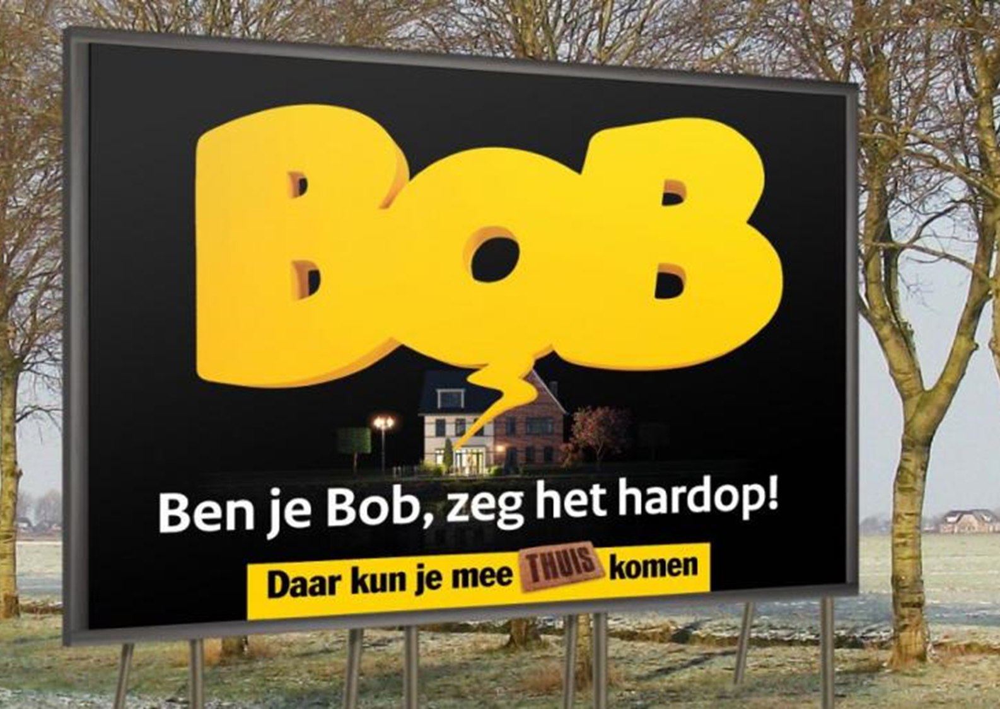 BOB
Ben je Bob, zeg het hardop!
Daar kun je mee THUIS komen